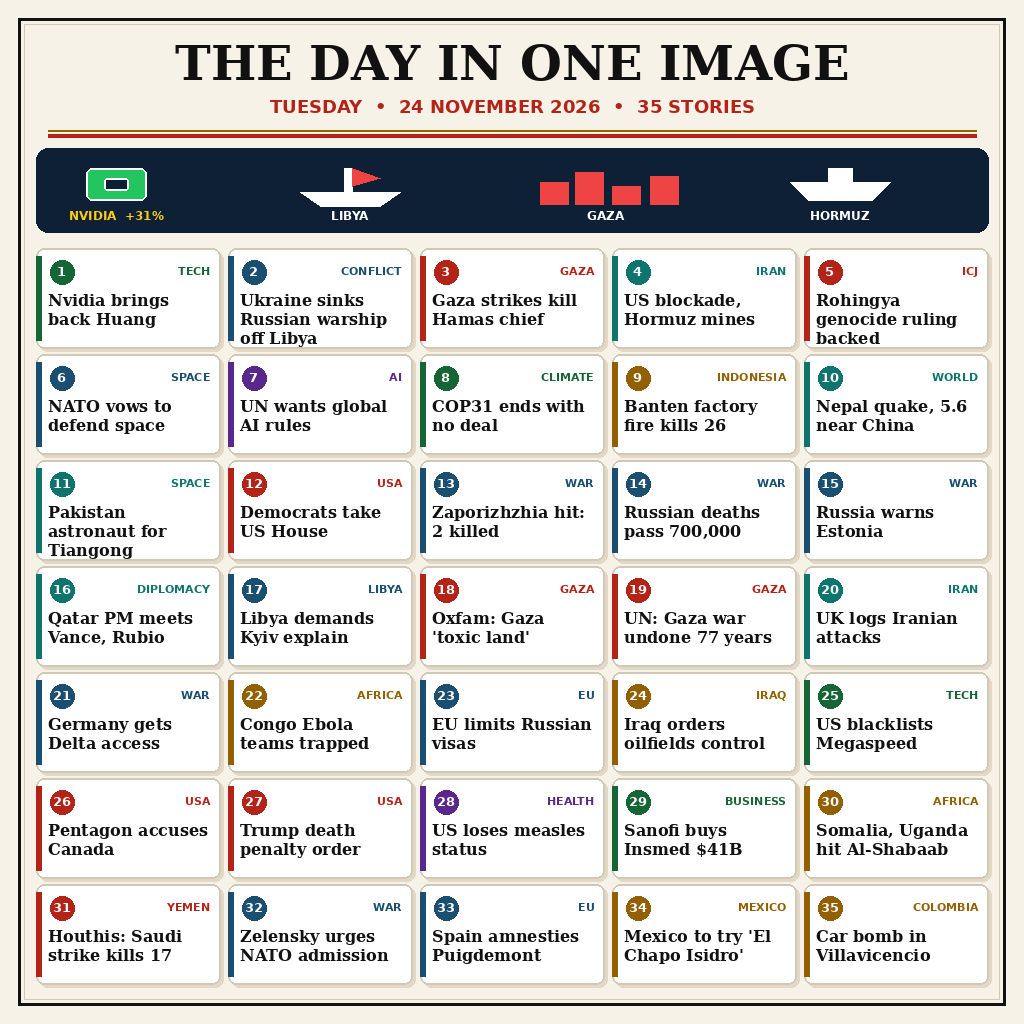 THE DAY IN ONE IMAGE
TUESDAY • 24 NOVEMBER 2026 • 35 STORIES
NVIDIA +31%
LIBYA
GAZA
HORMUZ
1 TECH
Nvidia brings
back Huang
2 CONFLICT
Ukraine sinks
Russian warship
off Libya
3 GAZA
Gaza strikes kill
Hamas chief
4 IRAN
US blockade,
Hormuz mines
5 ICJ
Rohingya
genocide ruling
backed
6 SPACE
NATO vows to
defend space
7 AI
UN wants global
AI rules
8 CLIMATE
COP31 ends with
no deal
9 INDONESIA
Banten factory
fire kills 26
10 WORLD
Nepal quake, 5.6
near China
11 SPACE
Pakistan
astronaut for
Tiangong
12 USA
Democrats take
US House
13 WAR
Zaporizhzhia hit:
2 killed
14 WAR
Russian deaths
pass 700,000
15 WAR
Russia warns
Estonia
16 DIPLOMACY
Qatar PM meets
Vance, Rubio
17 LIBYA
Libya demands
Kyiv explain
18 GAZA
Oxfam: Gaza
'toxic land'
19 GAZA
UN: Gaza war
undone 77 years
20 IRAN
UK logs Iranian
attacks
21 WAR
Germany gets
Delta access
22 AFRICA
Congo Ebola
teams trapped
23 EU
EU limits Russian
visas
24 IRAQ
Iraq orders
oilfields control
25 TECH
US blacklists
Megaspeed
26 USA
Pentagon accuses
Canada
27 USA
Trump death
penalty order
28 HEALTH
US loses measles
status
29 BUSINESS
Sanofi buys
Insmed $41B
30 AFRICA
Somalia, Uganda
hit Al-Shabaab
31 YEMEN
Houthis: Saudi
strike kills 17
32 WAR
Zelensky urges
NATO admission
33 EU
Spain amnesties
Puigdemont
34 MEXICO
Mexico to try 'El
Chapo Isidro'
35 COLOMBIA
Car bomb in
Villavicencio